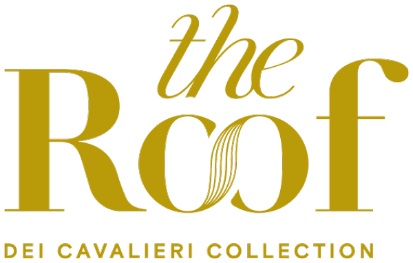 the
Roof
DEI CAVALIERI COLLECTION